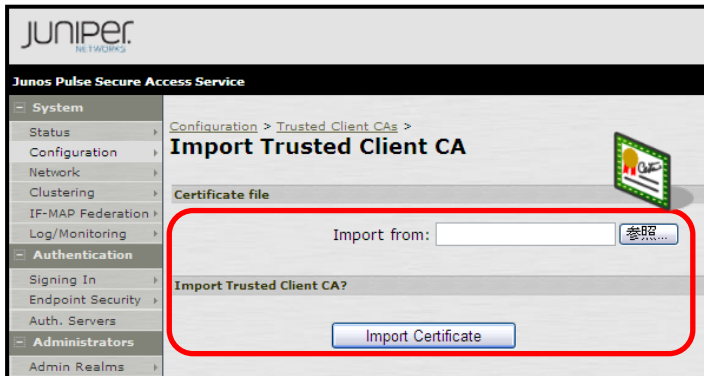 JUNIPER
NETWORKS
Junos Pulse Secure Access Service
System
Status
Configuration
Network
Clustering
IF-MAP Federation
Log/Monitoring
Authentication
Signing In
Endpoint Security
Auth. Servers
Administrators
Admin Realms
Configuration > Trusted Client CAs >
Import Trusted Client CA
Certificate file
Import from:
参照...
Import Trusted Client CA?
Import Certificate